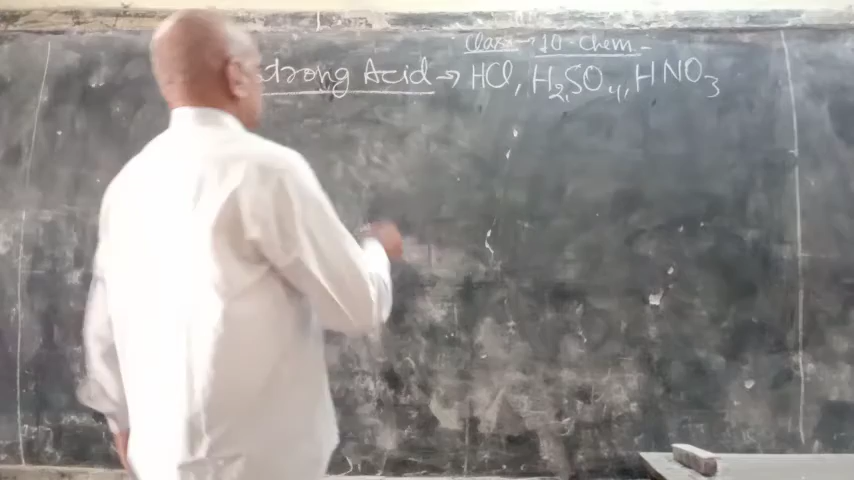 Class → 10 - Chem -
Strong Acid → HCl, H₂SO₄, HNO₃